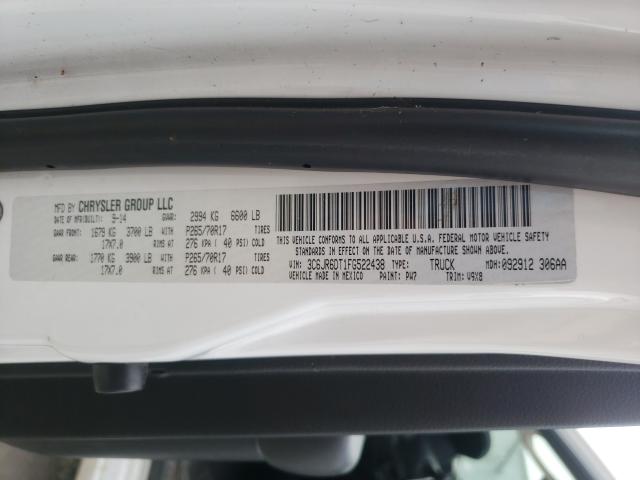 MFD BY CHRYSLER GROUP LLC
DATE OF MFR(BUILT): 9-14 GVWR: 2994 KG 6600 LB
GAWR FRONT: 1679 KG 3700 LB WITH P265/70R17 TIRES
17X7.0 RIMS AT 276 KPA ( 40 PSI) COLD
GAWR REAR: 1770 KG 3900 LB WITH P265/70R17 TIRES
17X7.0 RIMS AT 276 KPA ( 40 PSI) COLD
THIS VEHICLE CONFORMS TO ALL APPLICABLE U.S.A. FEDERAL MOTOR VEHICLE SAFETY
STANDARDS IN EFFECT ON THE DATE OF MANUFACTURE SHOWN ABOVE.
VIN: 3C6JR6DT1FG522438 TYPE: TRUCK MDH: 092912 306AA
VEHICLE MADE IN MEXICO PAINT: PW7 TRIM: V9X8